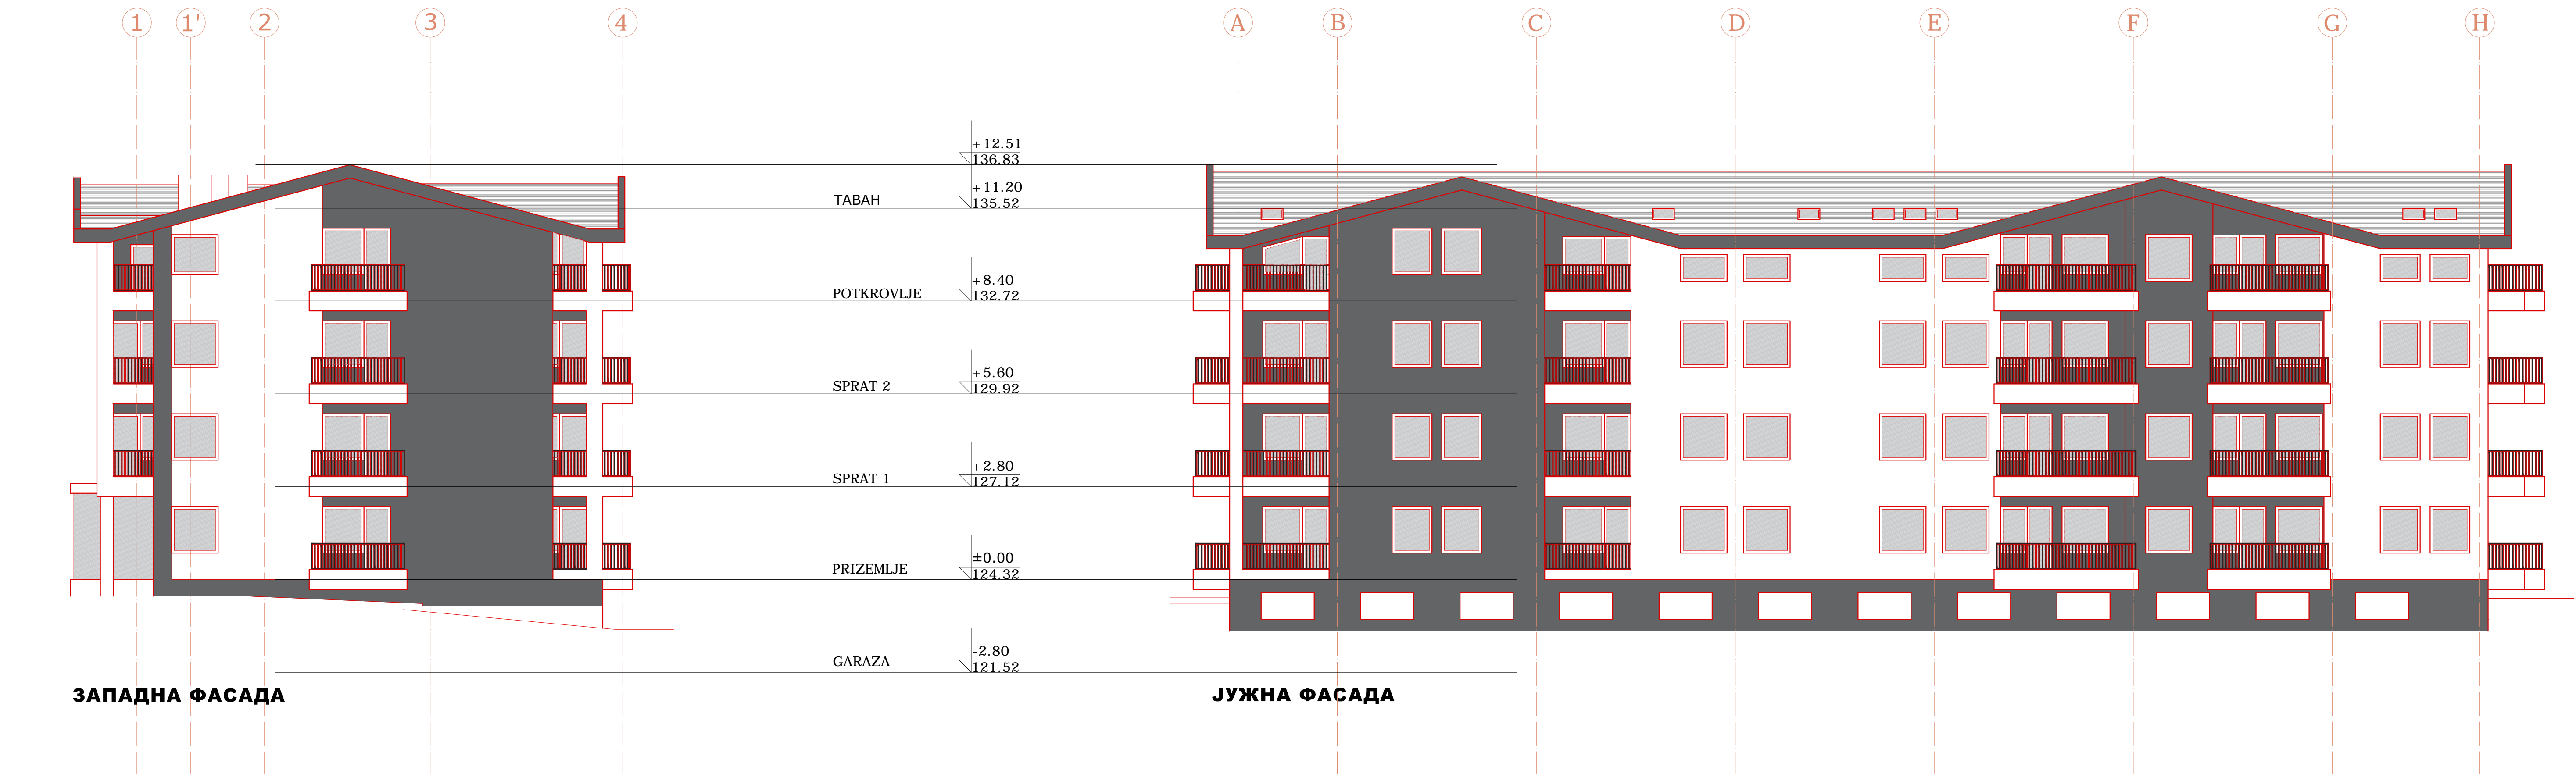 1 1' 2 3 4 A B C D E F G H
+12.51
136.83
TABAH +11.20
135.52
POTKROVLJE +8.40
132.72
SPRAT 2 +5.60
129.92
SPRAT 1 +2.80
127.12
PRIZEMLJE ±0.00
124.32
GARAZA -2.80
121.52
ЗАПАДНА ФАСАДА ЈУЖНА ФАСАДА